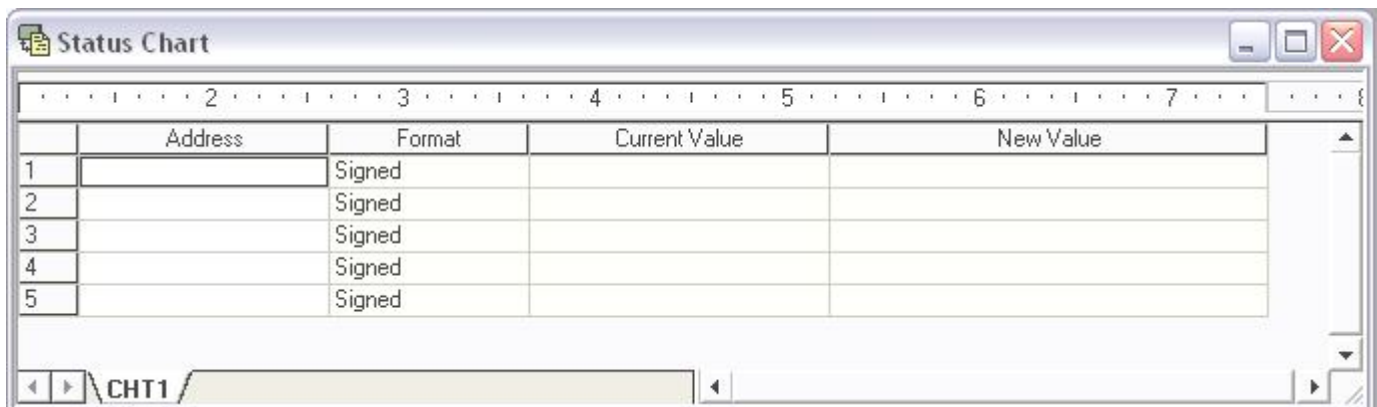 Status Chart
2 3 4 5 6 7 8
Address Format Current Value New Value
1 Signed
2 Signed
3 Signed
4 Signed
5 Signed
CHT1